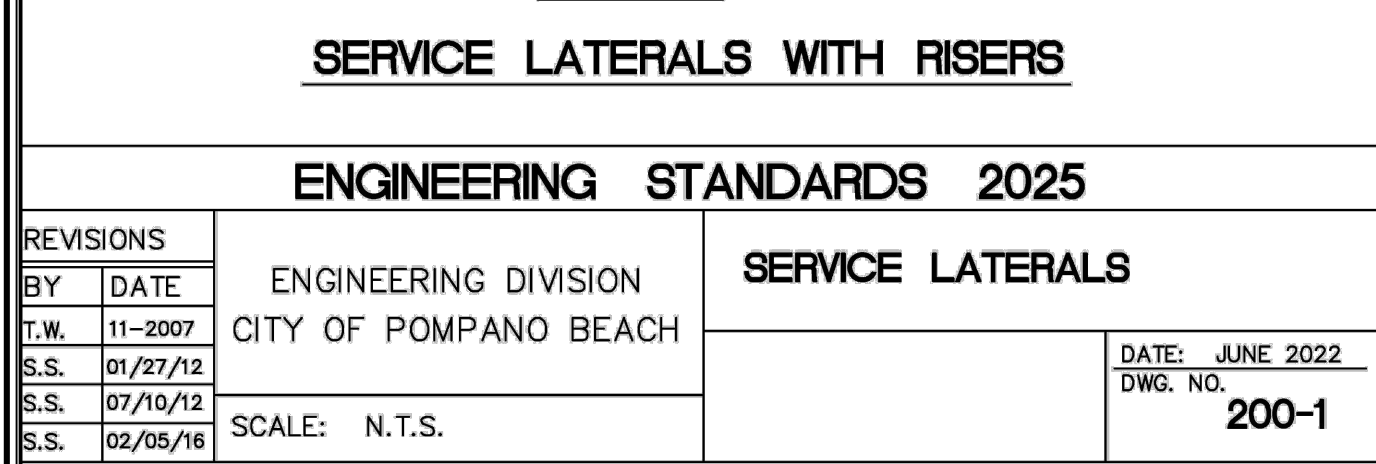 SERVICE LATERALS WITH RISERS
ENGINEERING STANDARDS 2025
REVISIONS
BY DATE
T.W. 11-2007
S.S. 01/27/12
S.S. 07/10/12
S.S. 02/05/16
ENGINEERING DIVISION
CITY OF POMPANO BEACH
SCALE: N.T.S.
SERVICE LATERALS
DATE: JUNE 2022
DWG. NO.
200-1